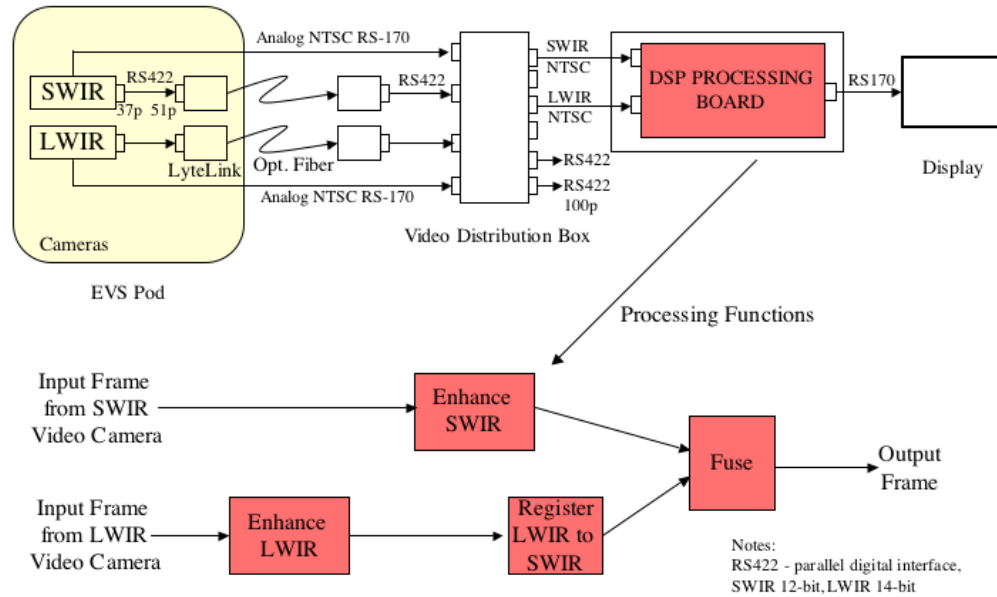 Analog NTSC RS-170
SWIR
RS422
37p 51p
LWIR
LyteLink
Opt. Fiber
RS422
Analog NTSC RS-170
Cameras
EVS Pod
Video Distribution Box
SWIR
NTSC
LWIR
NTSC
RS422
RS422
100p
DSP PROCESSING
BOARD
RS170
Display
Processing Functions
Input Frame
from SWIR
Video Camera
Enhance
SWIR
Input Frame
from LWIR
Video Camera
Enhance
LWIR
Register
LWIR to
SWIR
Fuse
Output
Frame
Notes:
RS422 - parallel digital interface,
SWIR 12-bit, LWIR 14-bit